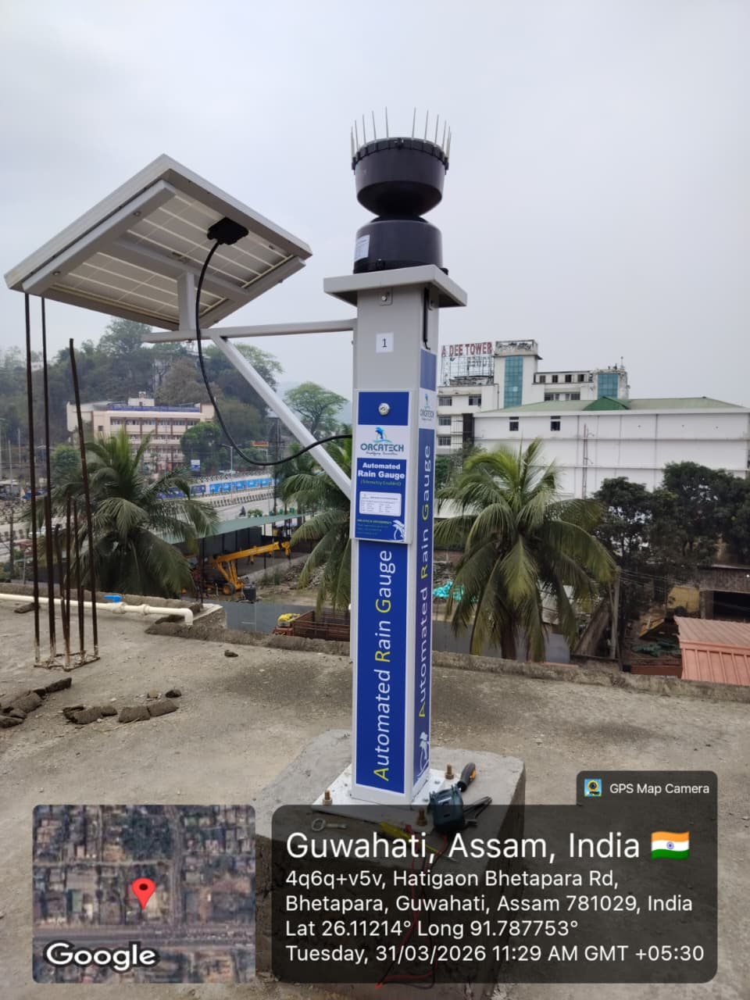 A DEE TOWER
1
ORCATECH
ORCATECH
Automated
Rain Gauge
(Telemetry Enabled)
Automated Rain Gauge
Automated Rain Gauge
GPS Map Camera
Guwahati, Assam, India
4q6q+v5v, Hatigaon Bhetapara Rd,
Bhetapara, Guwahati, Assam 781029, India
Lat 26.11214° Long 91.787753°
Tuesday, 31/03/2026 11:29 AM GMT +05:30
Google